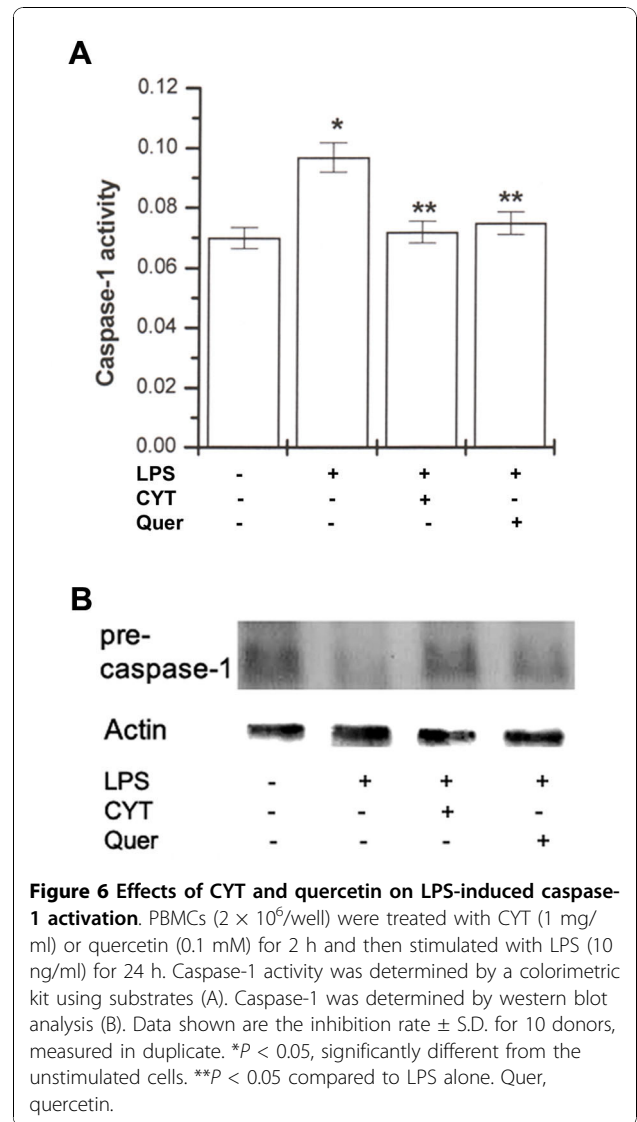 A
0.12
0.10
0.08
0.06
0.04
0.02
0.00
Caspase-1 activity
*
**
**
LPS - + + +
CYT - - + -
Quer - - - +
B
pre-
caspase-1
Actin
LPS - + + +
CYT - - + -
Quer - - - +
Figure 6 Effects of CYT and quercetin on LPS-induced caspase-
1 activation. PBMCs (2 × 10⁶/well) were treated with CYT (1 mg/
ml) or quercetin (0.1 mM) for 2 h and then stimulated with LPS (10
ng/ml) for 24 h. Caspase-1 activity was determined by a colorimetric
kit using substrates (A). Caspase-1 was determined by western blot
analysis (B). Data shown are the inhibition rate ± S.D. for 10 donors,
measured in duplicate. *P < 0.05, significantly different from the
unstimulated cells. **P < 0.05 compared to LPS alone. Quer,
quercetin.